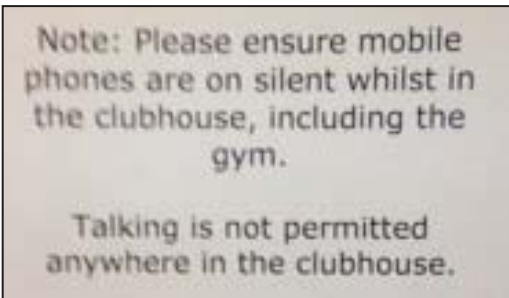 Note: Please ensure mobile
phones are on silent whilst in
the clubhouse, including the
gym.
Talking is not permitted
anywhere in the clubhouse.